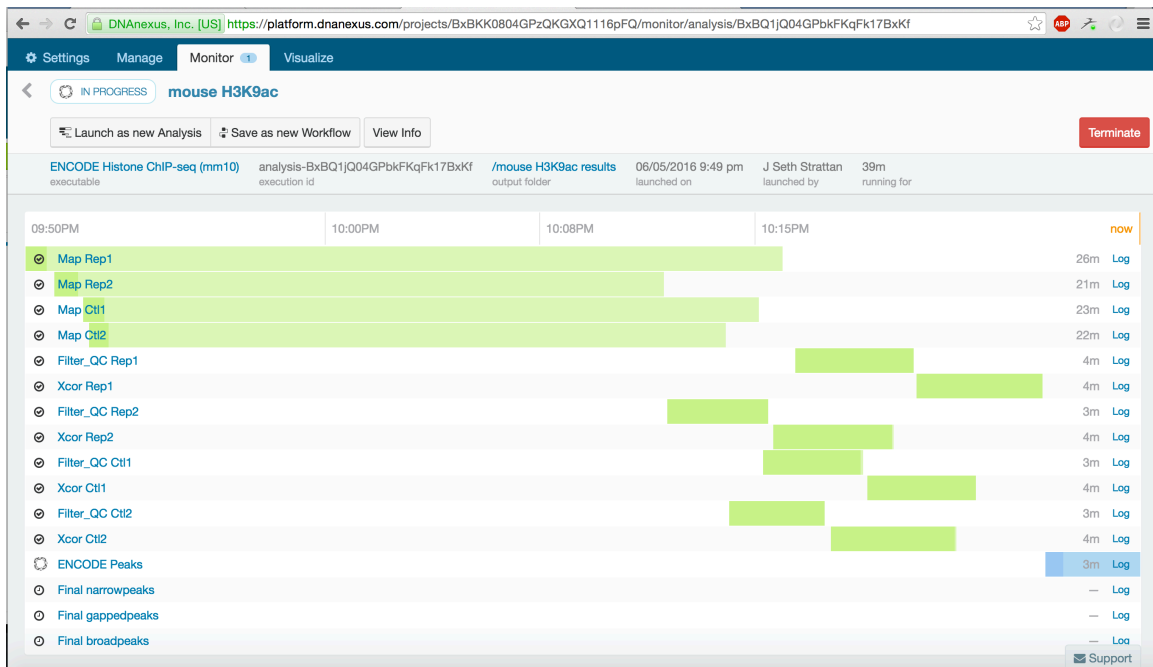 DNAnexus, Inc. [US] https://platform.dnanexus.com/projects/BxBKK0804GPzQKGXQ1116pFQ/monitor/analysis/BxBQ1jQ04GPbkFKqFk17BxKf
ABP
Settings Manage Monitor 1 Visualize
IN PROGRESS mouse H3K9ac
Launch as new Analysis Save as new Workflow View Info Terminate
ENCODE Histone ChIP-seq (mm10) analysis-BxBQ1jQ04GPbkFKqFk17BxKf /mouse H3K9ac results 06/05/2016 9:49 pm J Seth Strattan 39m
executable execution id output folder launched on launched by running for
09:50PM 10:00PM 10:08PM 10:15PM now
Map Rep1 26m Log
Map Rep2 21m Log
Map Ctl1 23m Log
Map Ctl2 22m Log
Filter_QC Rep1 4m Log
Xcor Rep1 4m Log
Filter_QC Rep2 3m Log
Xcor Rep2 4m Log
Filter_QC Ctl1 3m Log
Xcor Ctl1 4m Log
Filter_QC Ctl2 3m Log
Xcor Ctl2 4m Log
ENCODE Peaks 3m Log
Final narrowpeaks — Log
Final gappedpeaks — Log
Final broadpeaks — Log
Support